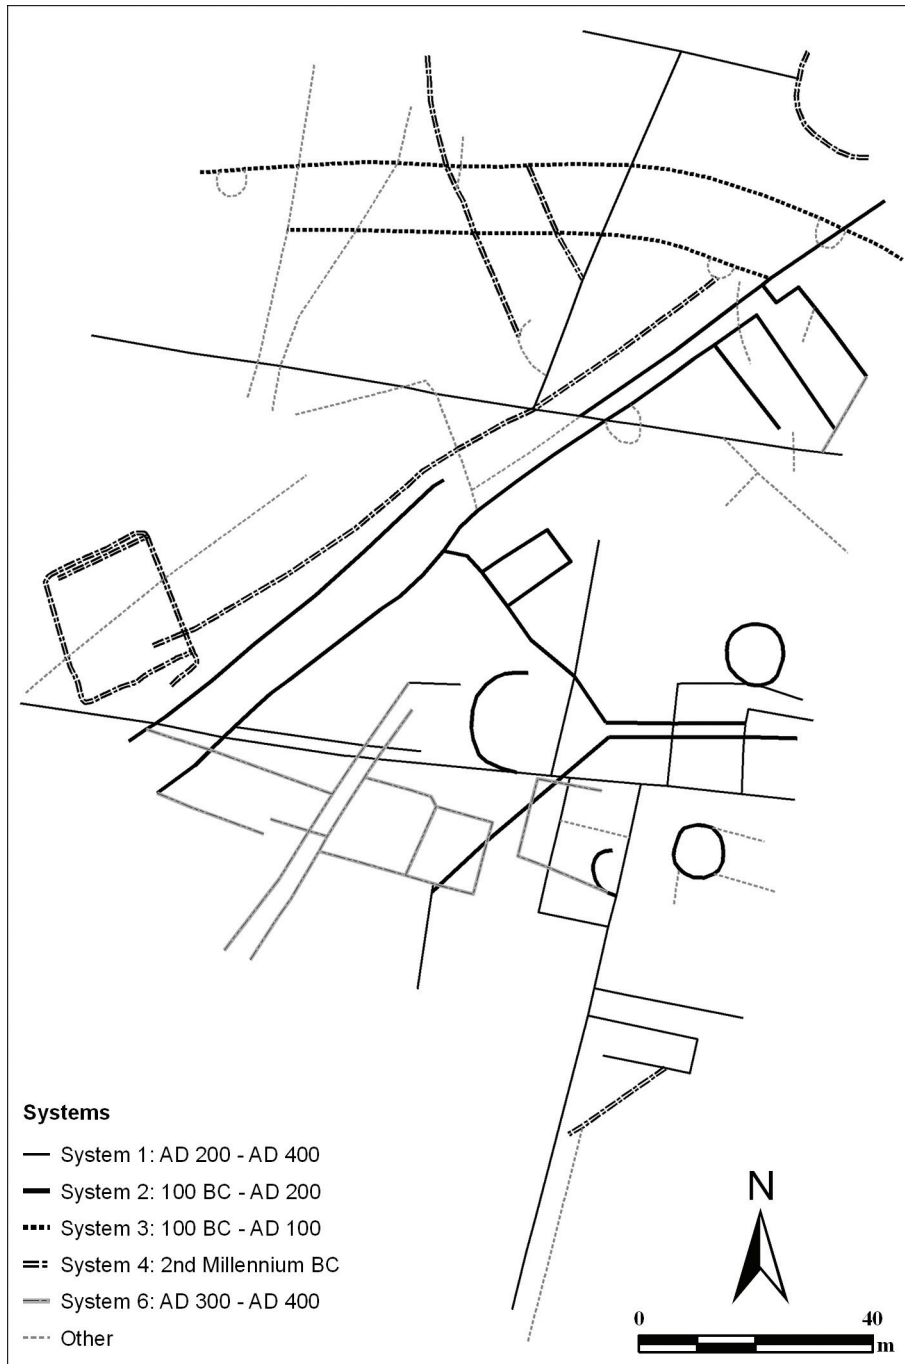 Systems
System 1: AD 200 - AD 400
System 2: 100 BC - AD 200
System 3: 100 BC - AD 100
System 4: 2nd Millennium BC
System 6: AD 300 - AD 400
Other
N
0 40
m